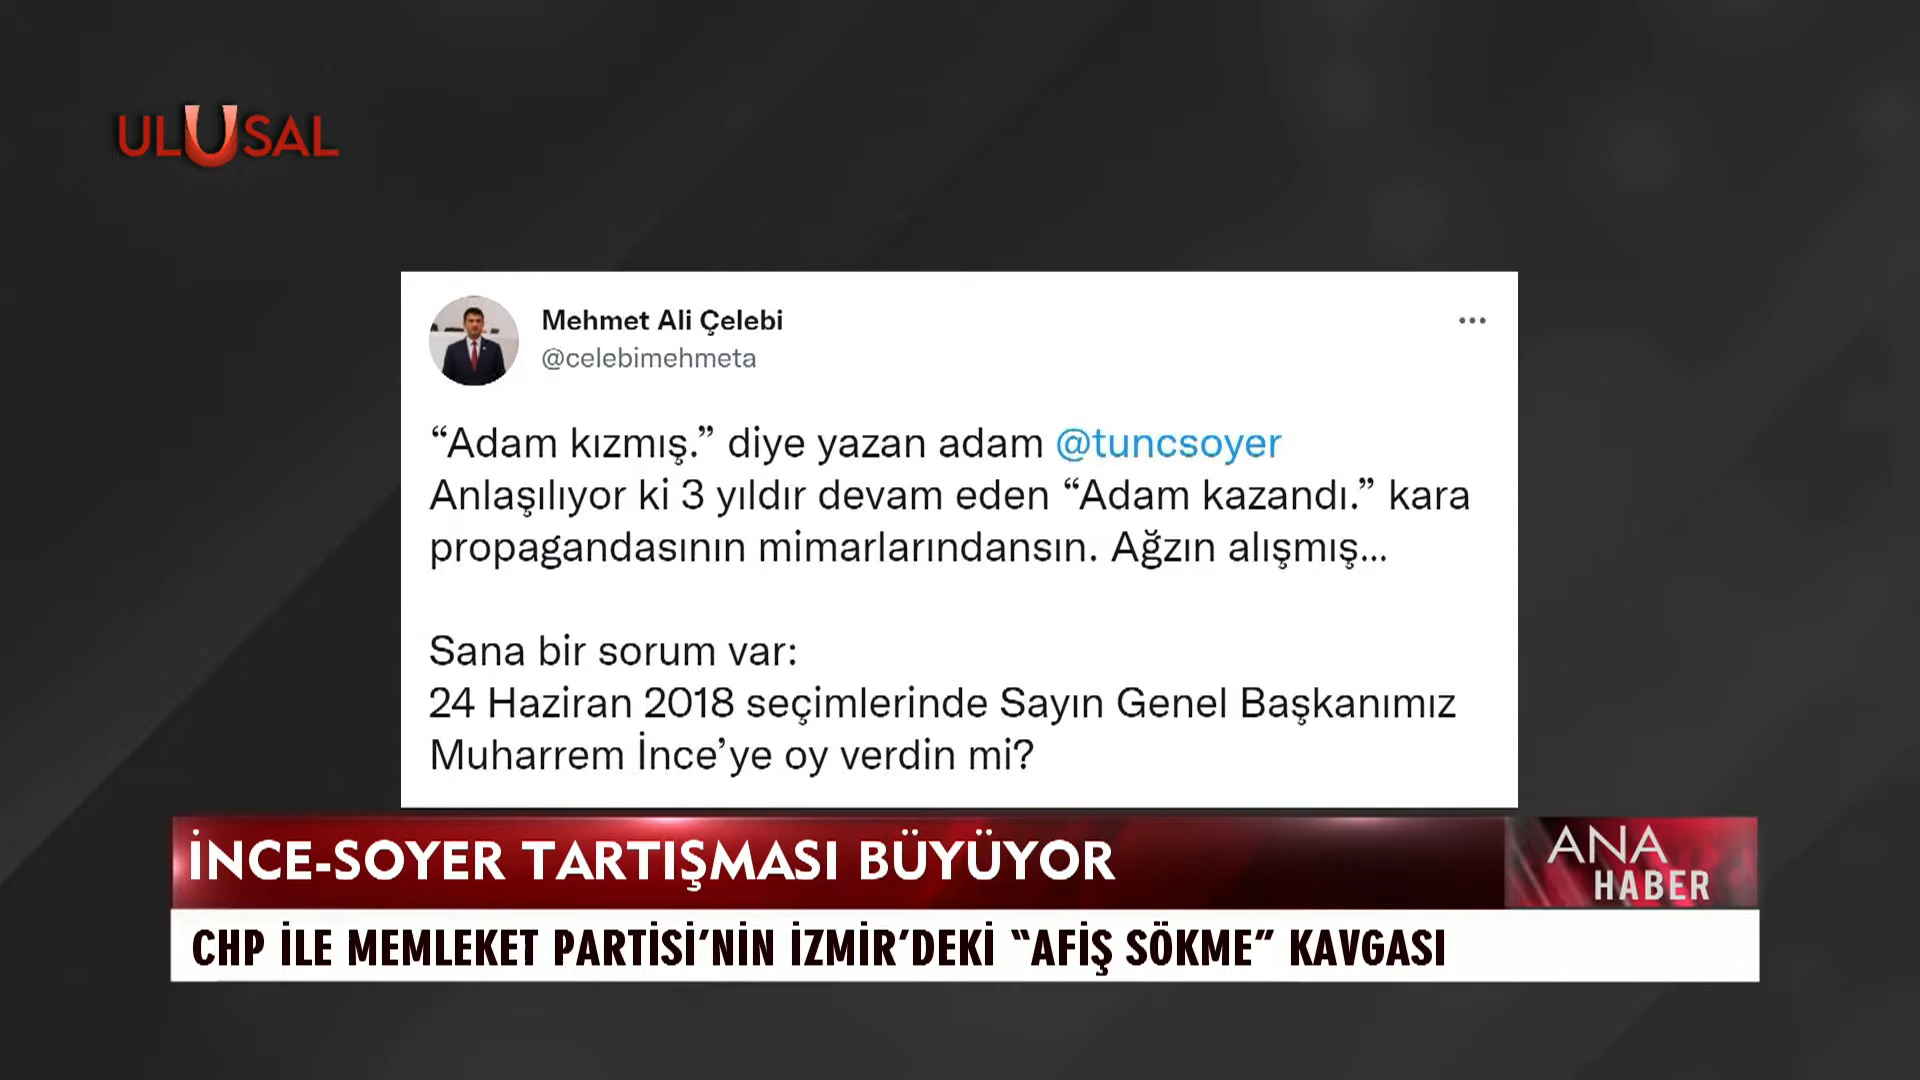 ULUSAL
Mehmet Ali Çelebi
@celebimehmeta
“Adam kızmış.” diye yazan adam @tuncsoyer
Anlaşılıyor ki 3 yıldır devam eden “Adam kazandı.” kara
propagandasının mimarlarındansın. Ağzın alışmış...
Sana bir sorum var:
24 Haziran 2018 seçimlerinde Sayın Genel Başkanımız
Muharrem İnce’ye oy verdin mi?
İNCE-SOYER TARTIŞMASI BÜYÜYOR
ANA
HABER
CHP İLE MEMLEKET PARTİSİ’NİN İZMİR’DEKİ “AFİŞ SÖKME” KAVGASI